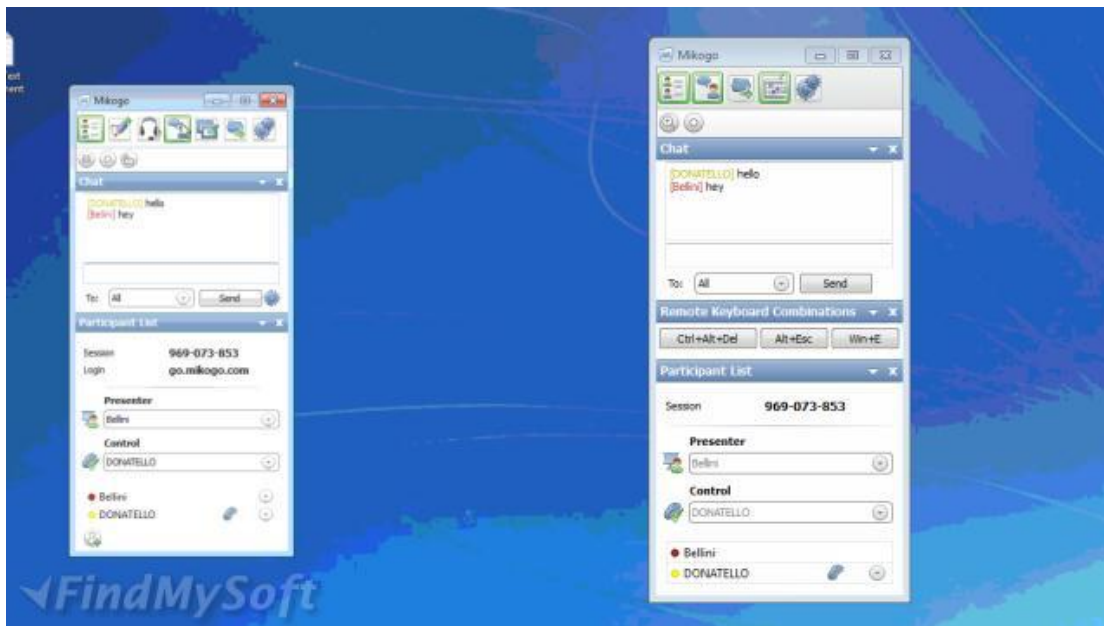 Mikogo
Chat
[DONATELLO] hello
[Bellini] hey
To: All Send
Participant List
Session 969-073-853
Login go.mikogo.com
Presenter
Bellini
Control
DONATELLO
Bellini
DONATELLO
Mikogo
Chat
[DONATELLO] hello
[Bellini] hey
To: All Send
Remote Keyboard Combinations
Ctrl+Alt+Del Alt+Esc Win+E
Participant List
Session 969-073-853
Presenter
Bellini
Control
DONATELLO
Bellini
DONATELLO
FindMySoft